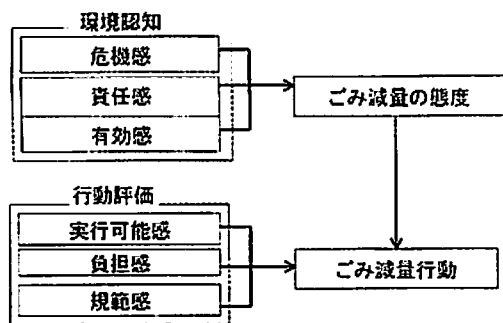 環境認知
危機感
責任感
有効感
ごみ減量の態度
行動評価
実行可能感
負担感
規範感
ごみ減量行動